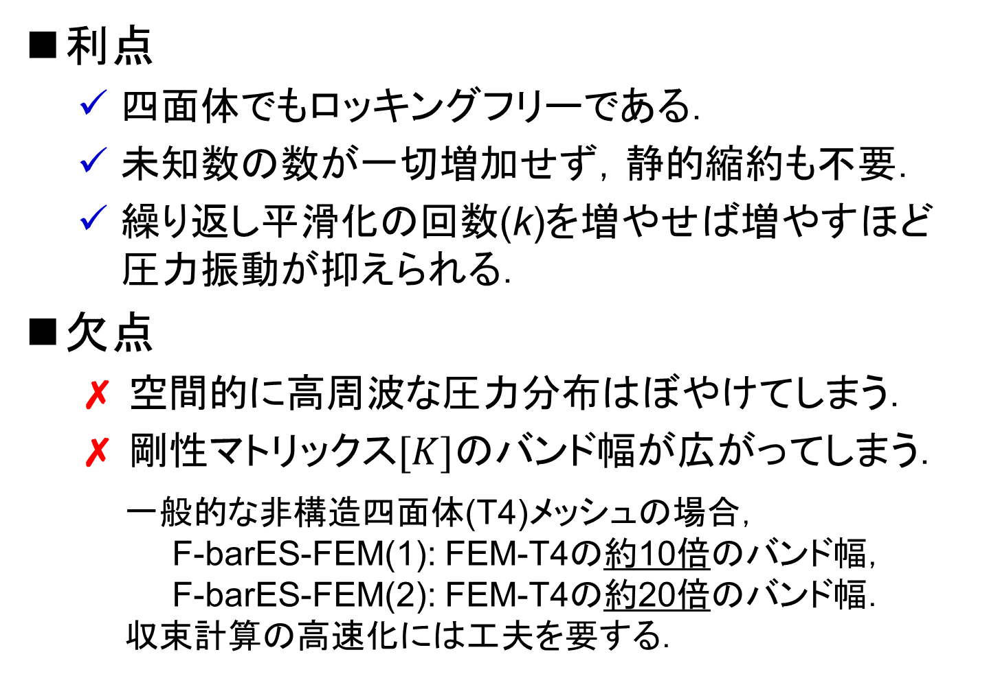 ■利点
✓ 四面体でもロッキングフリーである.
✓ 未知数の数が一切増加せず, 静的縮約も不要.
✓ 繰り返し平滑化の回数(k)を増やせば増やすほど
圧力振動が抑えられる.
■欠点
✗ 空間的に高周波な圧力分布はぼやけてしまう.
✗ 剛性マトリックス[K]のバンド幅が広がってしまう.
一般的な非構造四面体(T4)メッシュの場合,
F-barES-FEM(1): FEM-T4の約10倍のバンド幅,
F-barES-FEM(2): FEM-T4の約20倍のバンド幅.
収束計算の高速化には工夫を要する.